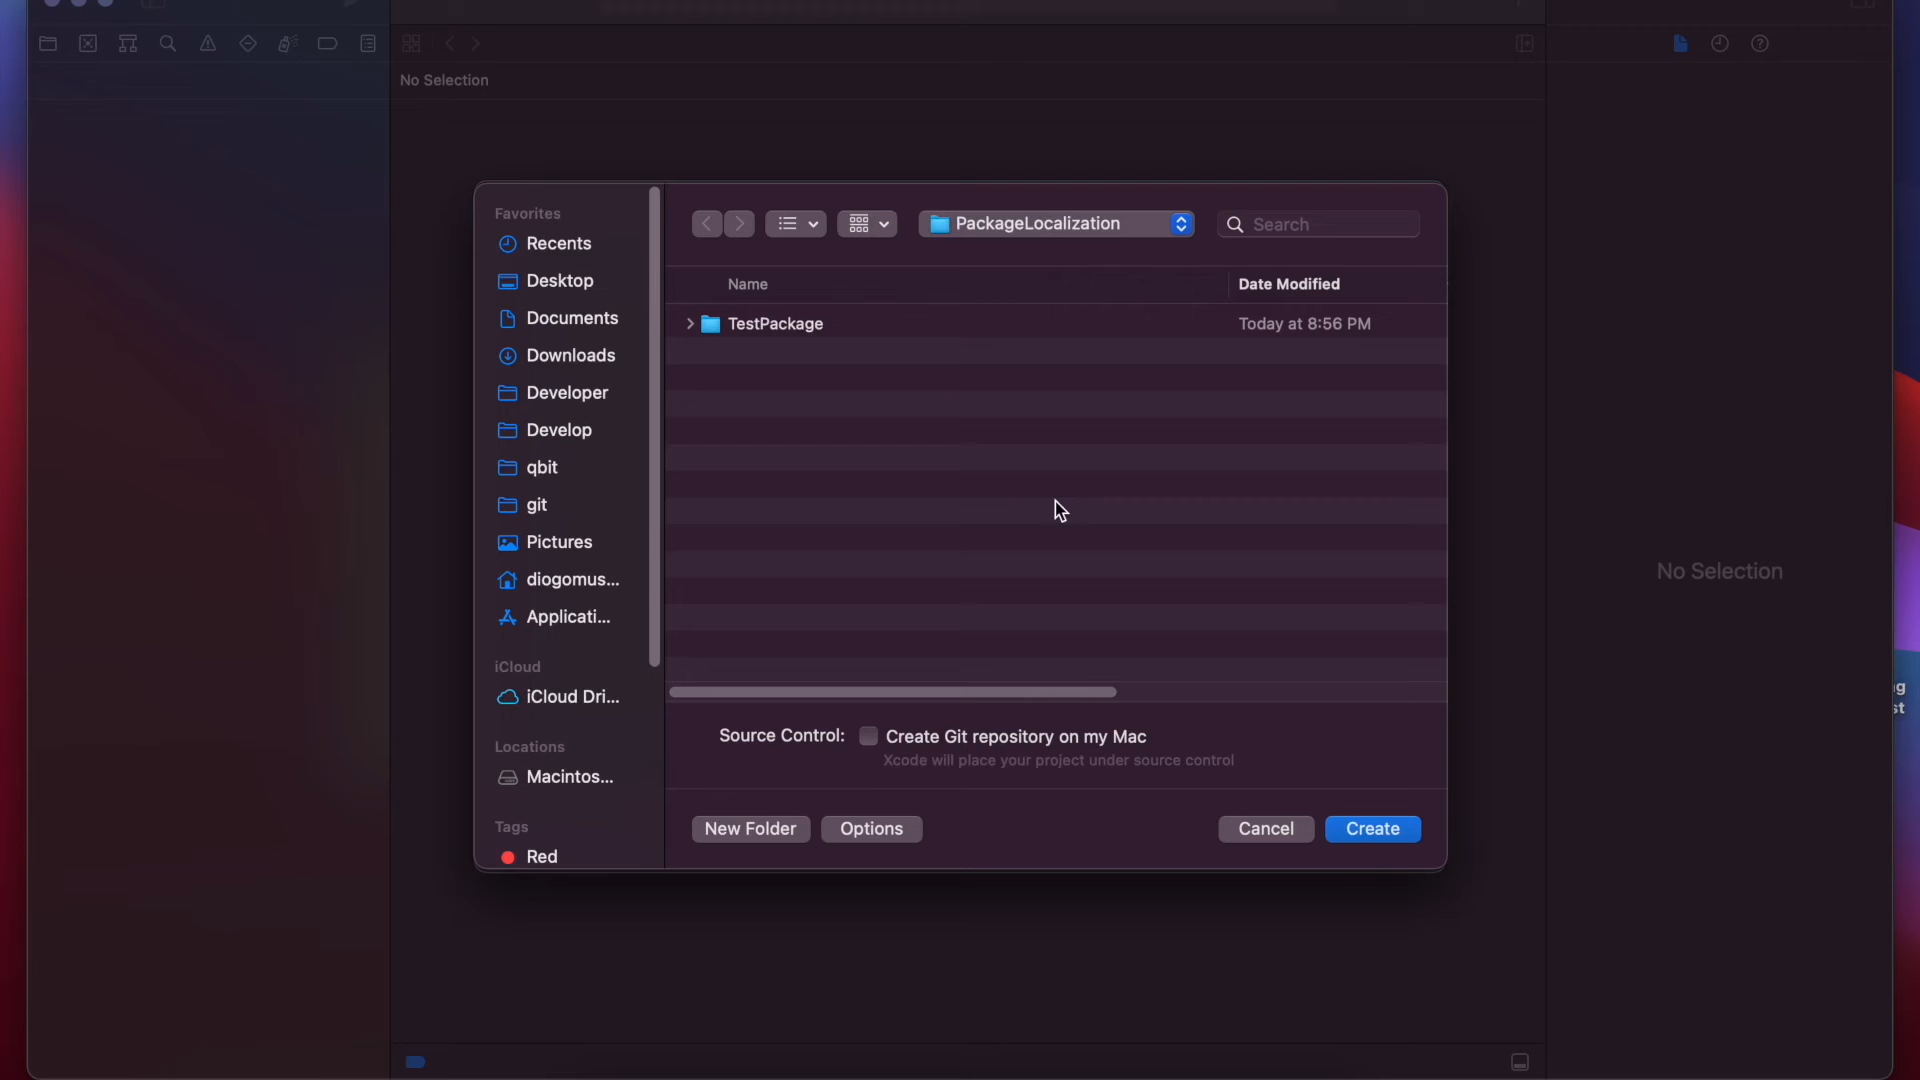 No Selection
Favorites
Recents
Desktop
Documents
Downloads
Developer
Develop
qbit
git
Pictures
diogomus...
Applicati...
iCloud
iCloud Dri...
Locations
Macintos...
Tags
Red
PackageLocalization
Search
Name
Date Modified
TestPackage
Today at 8:56 PM
Source Control:
Create Git repository on my Mac
Xcode will place your project under source control
New Folder
Options
Cancel
Create
No Selection
st